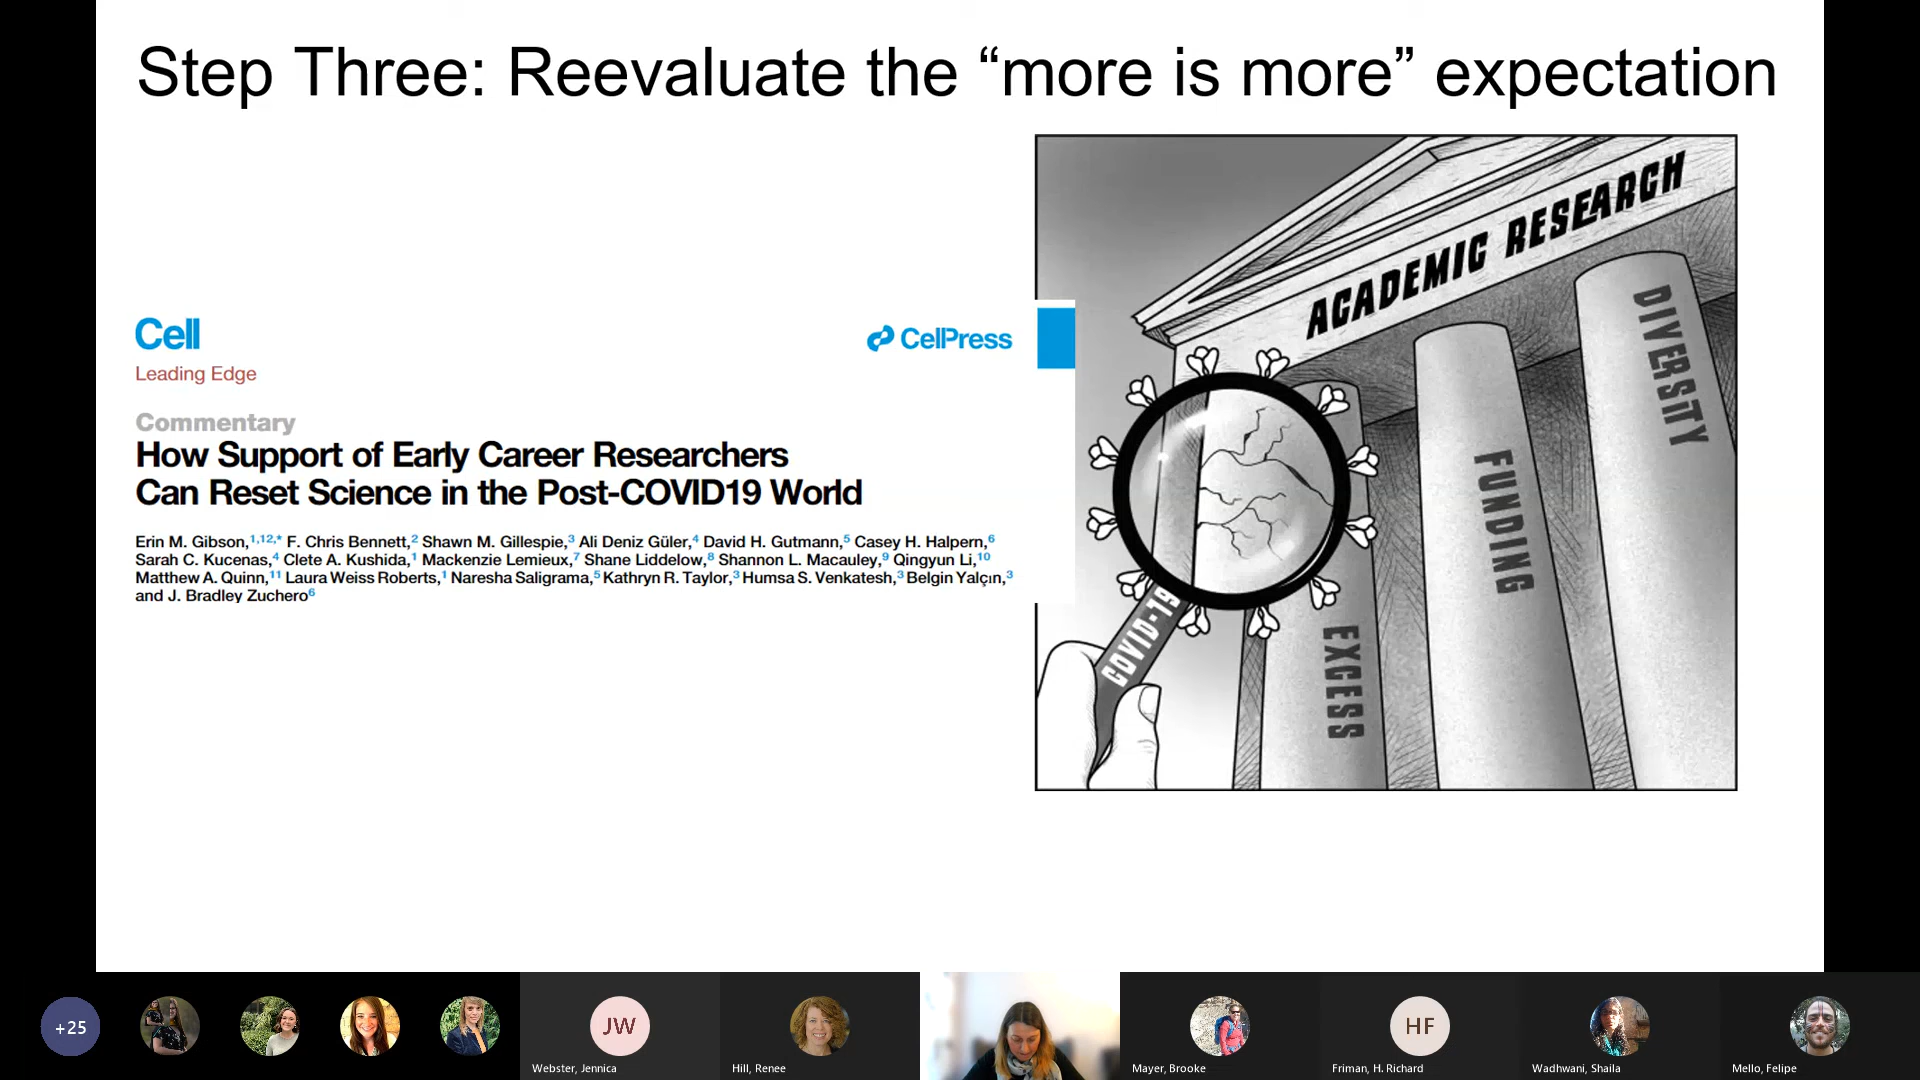 Step Three: Reevaluate the “more is more” expectation
Cell
CellPress
Leading Edge
Commentary
How Support of Early Career Researchers
Can Reset Science in the Post-COVID19 World
Erin M. Gibson,1,12,* F. Chris Bennett,2 Shawn M. Gillespie,3 Ali Deniz Güler,4 David H. Gutmann,5 Casey H. Halpern,6
Sarah C. Kucenas,4 Clete A. Kushida,1 Mackenzie Lemieux,7 Shane Liddelow,8 Shannon L. Macauley,9 Qingyun Li,10
Matthew A. Quinn,11 Laura Weiss Roberts,1 Naresha Saligrama,5 Kathryn R. Taylor,3 Humsa S. Venkatesh,3 Belgin Yalçın,3
and J. Bradley Zuchero6
ACADEMIC RESEARCH
DIVERSITY
FUNDING
EXCESS
COVID-19
+25
JW
Webster, Jennica
Hill, Renee
Mayer, Brooke
HF
Friman, H. Richard
Wadhwani, Shaila
Mello, Felipe